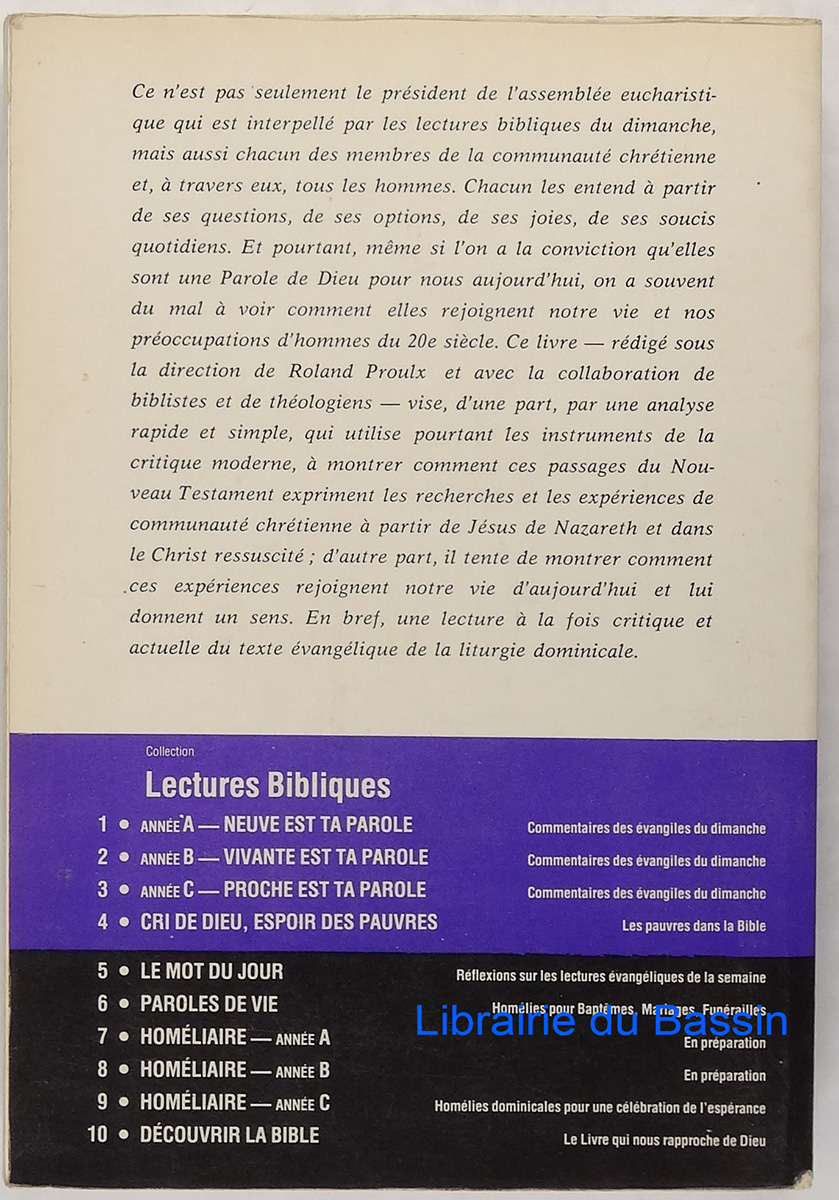 Ce n'est pas seulement le président de l'assemblée eucharisti-
que qui est interpellé par les lectures bibliques du dimanche,
mais aussi chacun des membres de la communauté chrétienne
et, à travers eux, tous les hommes. Chacun les entend à partir
de ses questions, de ses options, de ses joies, de ses soucis
quotidiens. Et pourtant, même si l'on a la conviction qu'elles
sont une Parole de Dieu pour nous aujourd'hui, on a souvent
du mal à voir comment elles rejoignent notre vie et nos
préoccupations d'hommes du 20e siècle. Ce livre — rédigé sous
la direction de Roland Proulx et avec la collaboration de
biblistes et de théologiens — vise, d'une part, par une analyse
rapide et simple, qui utilise pourtant les instruments de la
critique moderne, à montrer comment ces passages du Nou-
veau Testament expriment les recherches et les expériences de
communauté chrétienne à partir de Jésus de Nazareth et dans
le Christ ressuscité ; d'autre part, il tente de montrer comment
ces expériences rejoignent notre vie d'aujourd'hui et lui
donnent un sens. En bref, une lecture à la fois critique et
actuelle du texte évangélique de la liturgie dominicale.
Collection
Lectures Bibliques
1 • ANNÉE A — NEUVE EST TA PAROLE Commentaires des évangiles du dimanche
2 • ANNÉE B — VIVANTE EST TA PAROLE Commentaires des évangiles du dimanche
3 • ANNÉE C — PROCHE EST TA PAROLE Commentaires des évangiles du dimanche
4 • CRI DE DIEU, ESPOIR DES PAUVRES Les pauvres dans la Bible
5 • LE MOT DU JOUR Réflexions sur les lectures évangéliques de la semaine
6 • PAROLES DE VIE Homélies pour Baptêmes, Mariages, Funérailles
Librairie du Bassin
7 • HOMÉLIAIRE — ANNÉE A En préparation
8 • HOMÉLIAIRE — ANNÉE B En préparation
9 • HOMÉLIAIRE — ANNÉE C Homélies dominicales pour une célébration de l'espérance
10 • DÉCOUVRIR LA BIBLE Le Livre qui nous rapproche de Dieu